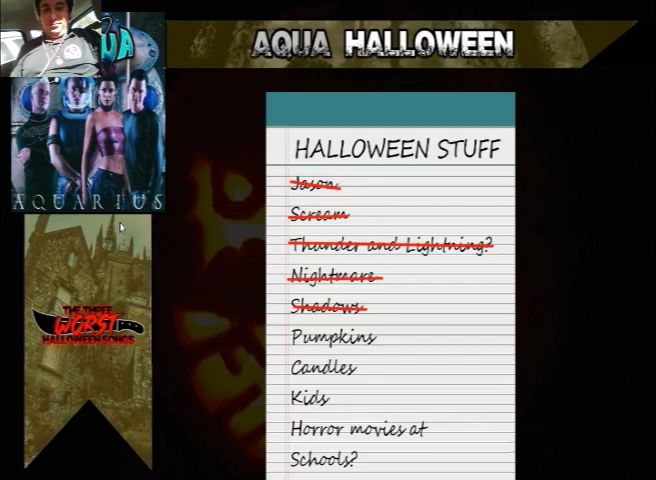 AQUA HALLOWEEN
UA
AQUARIUS
THE THREE
WORST
HALLOWEEN SONGS
HALLOWEEN STUFF
Jason
Scream
Thunder and Lightning?
Nightmare
Shadows
Pumpkins
Candles
Kids
Horror movies at
Schools?